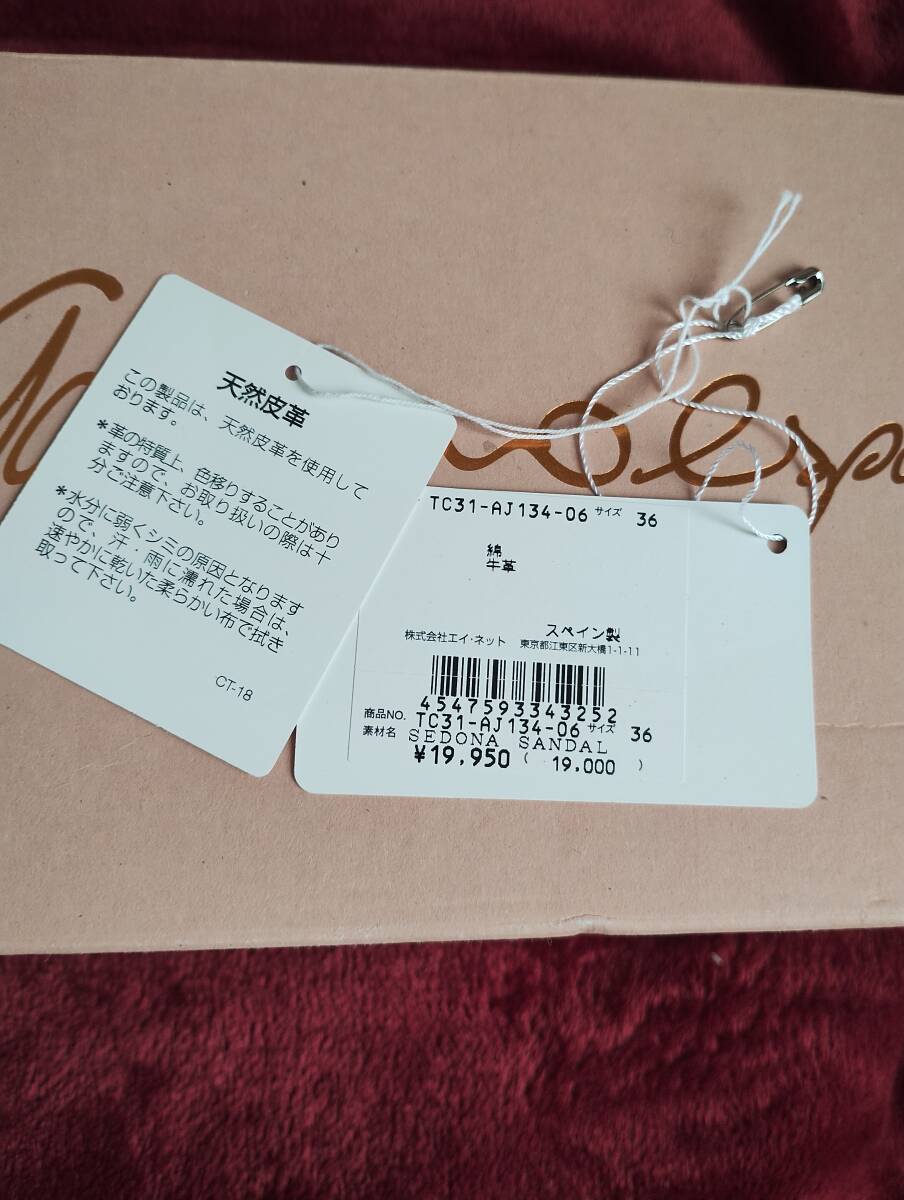 天然皮革
この製品は、天然皮革を使用して
おります。
*革の特質上、色移りすることがあり
ますので、お取り扱いの際は十
分ご注意下さい。
*水分に弱くシミの原因となります
ので、汗・雨に濡れた場合は、
速やかに乾いた柔らかい布で拭き
取って下さい。
CT-18
TC31-AJ134-06 サイズ 36
綿
牛革
スペイン製
株式会社エイ・ネット 東京都江東区新大橋1-1-11
4547593343252
商品NO. TC31-AJ134-06 サイズ 36
素材名 SEDONA SANDAL
¥19,950 ( 19.000 )